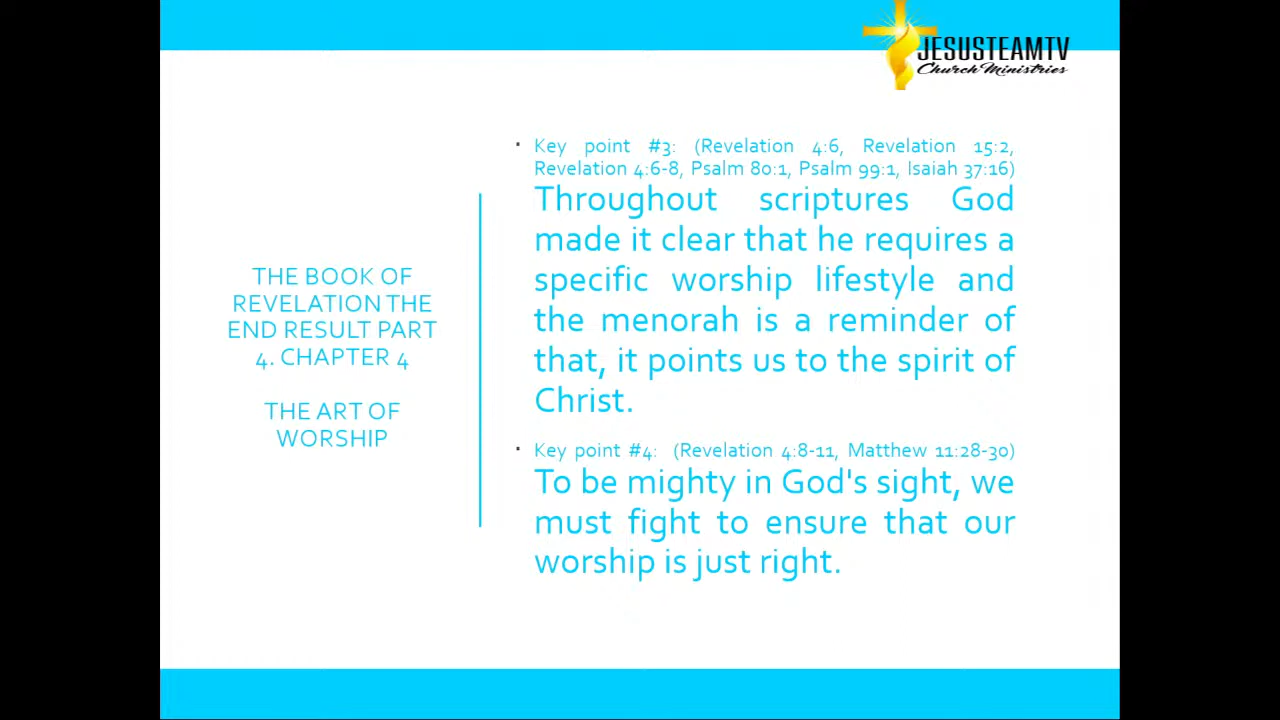 JESUSTEAMTV
Church Ministries
THE BOOK OF
REVELATION THE
END RESULT PART
4. CHAPTER 4
THE ART OF
WORSHIP
· Key point #3: (Revelation 4:6, Revelation 15:2,
Revelation 4:6-8, Psalm 80:1, Psalm 99:1, Isaiah 37:16)
Throughout scriptures God
made it clear that he requires a
specific worship lifestyle and
the menorah is a reminder of
that, it points us to the spirit of
Christ.
· Key point #4: (Revelation 4:8-11, Matthew 11:28-30)
To be mighty in God's sight, we
must fight to ensure that our
worship is just right.